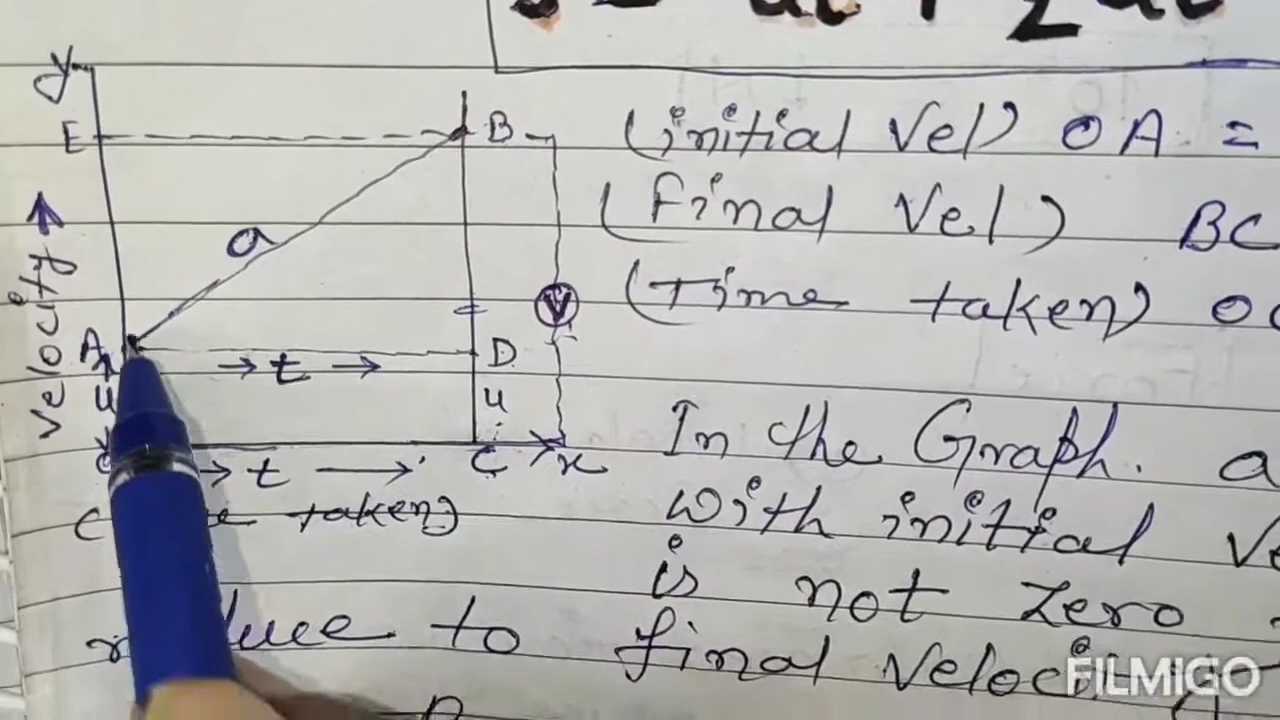 y
E
B
a
Velocity →
A
→ t →
D
u
u
V
→ t →
C
x
taken)
(initial Vel) OA =
(Final Vel) BC
(Time taken)
In the Graph. a
with initial
is not zero
to final
FILMIGO